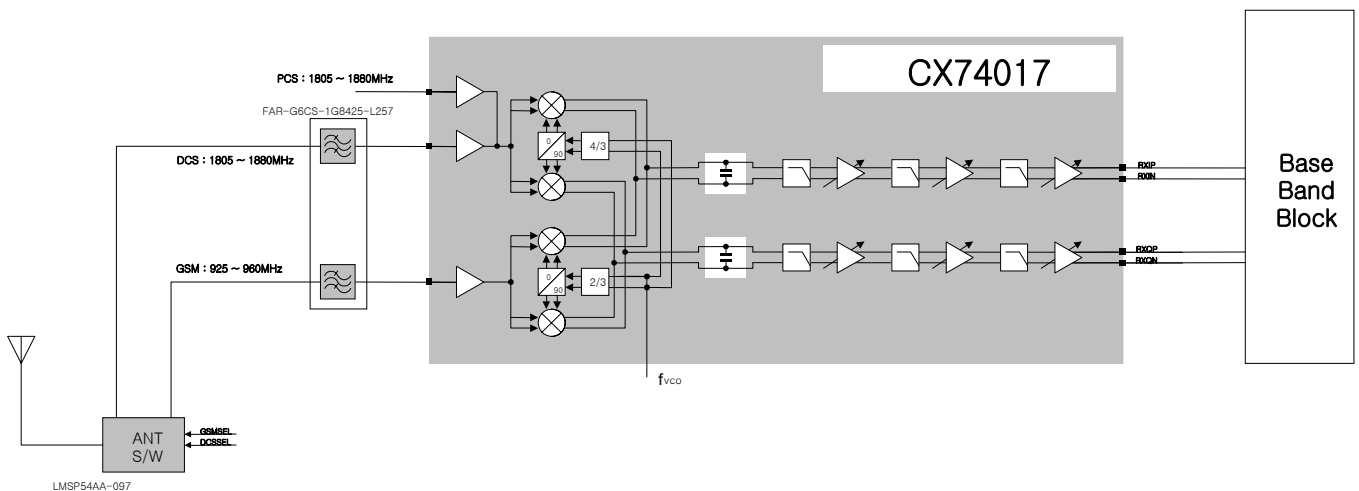 CX74017
PCS : 1805 ~ 1880MHz
FAR-G6CS-1G8425-L257
DCS : 1805 ~ 1880MHz
0
90
4/3
RXIP
RXIN
Base
Band
Block
GSM : 925 ~ 960MHz
0
90
2/3
RXQP
RXQN
fvco
ANT
S/W
GSMSEL
DCSSEL
LMSP54AA-097